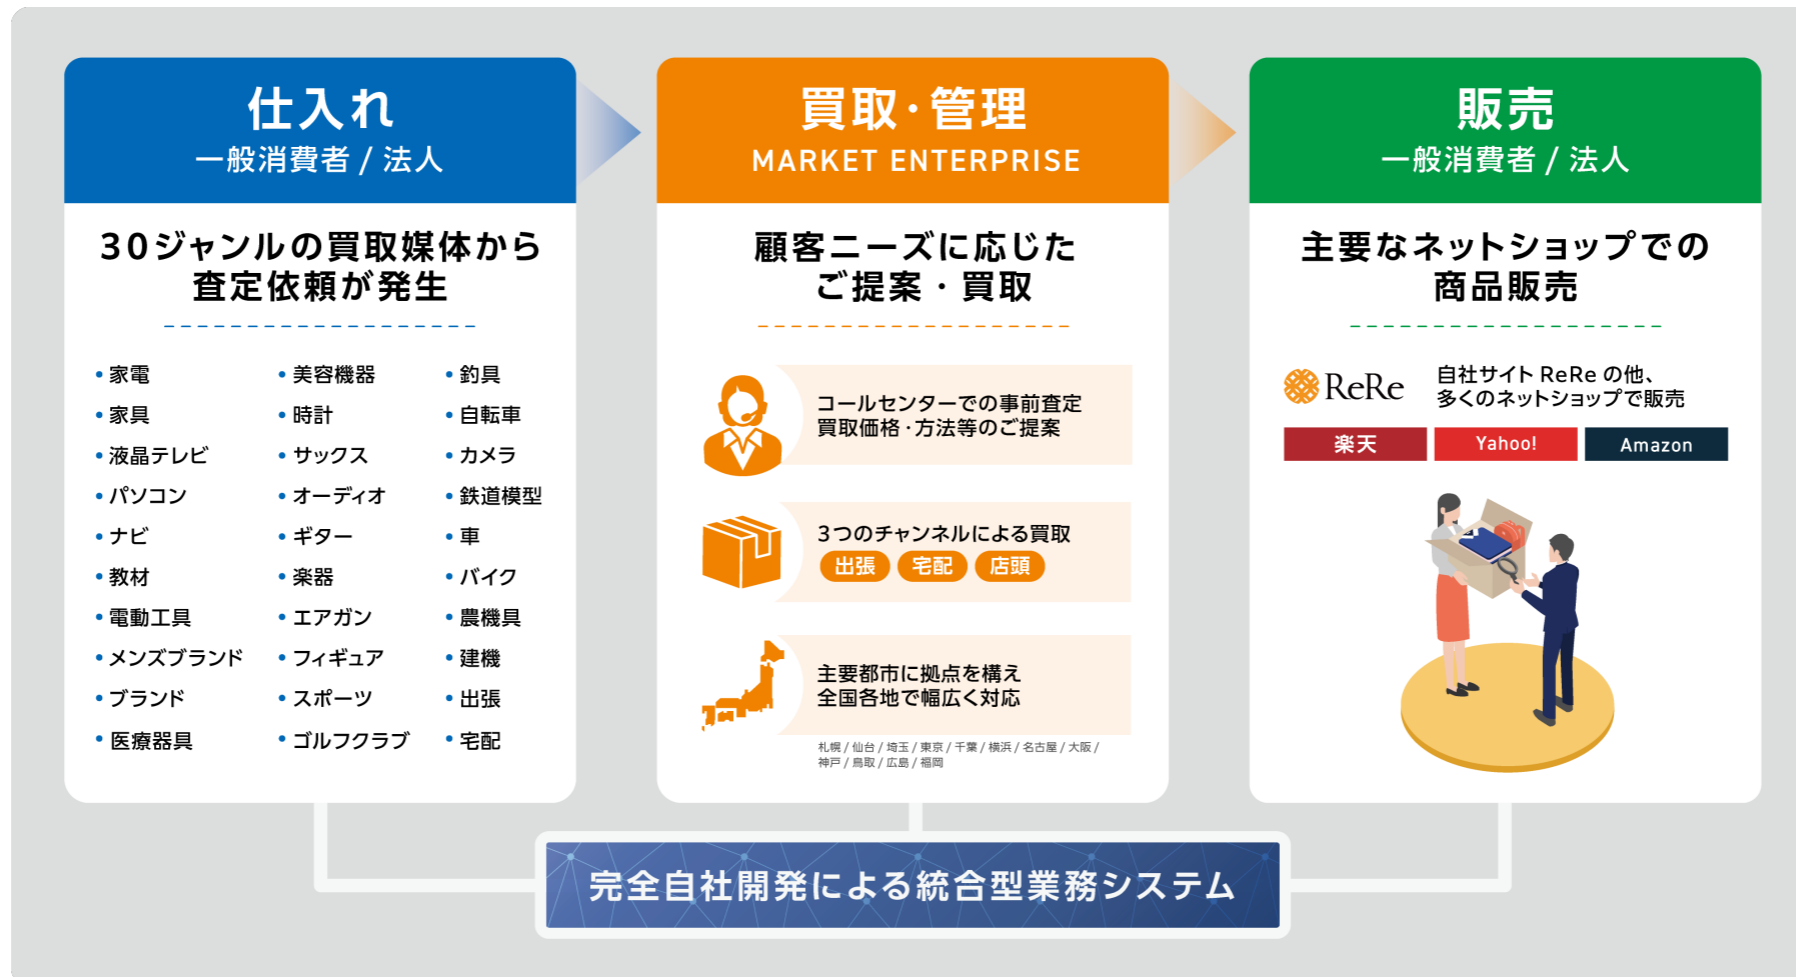 仕入れ
一般消費者 / 法人
30ジャンルの買取媒体から
査定依頼が発生
• 家電
• 家具
• 液晶テレビ
• パソコン
• ナビ
• 教材
• 電動工具
• メンズブランド
• ブランド
• 医療器具
• 美容機器
• 時計
• サックス
• オーディオ
• ギター
• 楽器
• エアガン
• フィギュア
• スポーツ
• ゴルフクラブ
• 釣具
• 自転車
• カメラ
• 鉄道模型
• 車
• バイク
• 農機具
• 建機
• 出張
• 宅配
買取・管理
MARKET ENTERPRISE
顧客ニーズに応じた
ご提案・買取
コールセンターでの事前査定
買取価格・方法等のご提案
3つのチャンネルによる買取
出張 宅配 店頭
主要都市に拠点を構え
全国各地で幅広く対応
札幌 / 仙台 / 埼玉 / 東京 / 千葉 / 横浜 / 名古屋 / 大阪 /
神戸 / 鳥取 / 広島 / 福岡
販売
一般消費者 / 法人
主要なネットショップでの
商品販売
ReRe
自社サイト ReRe の他、
多くのネットショップで販売
楽天 Yahoo! Amazon
完全自社開発による統合型業務システム